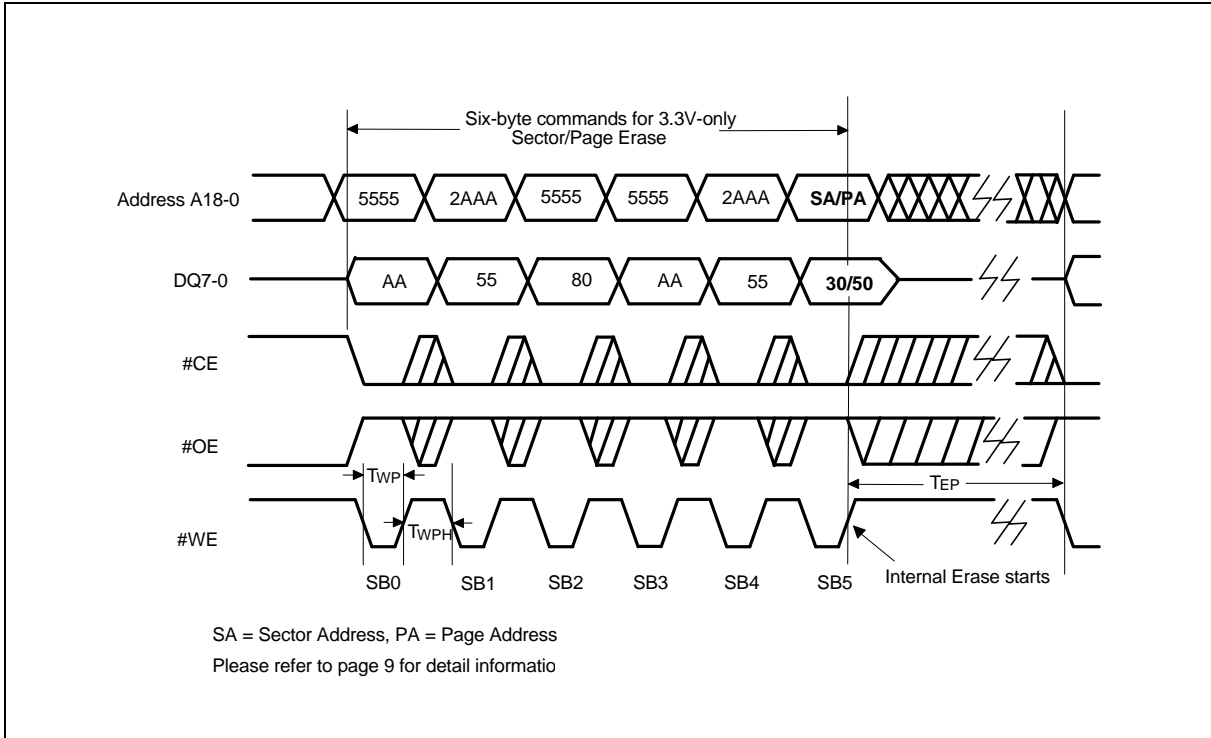 Six-byte commands for 3.3V-only
Sector/Page Erase
Address A18-0
5555 2AAA 5555 5555 2AAA SA/PA
DQ7-0
AA 55 80 AA 55 30/50
#CE
#OE
TWP
TEP
#WE
TWPH
SB0 SB1 SB2 SB3 SB4 SB5
Internal Erase starts
SA = Sector Address, PA = Page Address
Please refer to page 9 for detail informatio